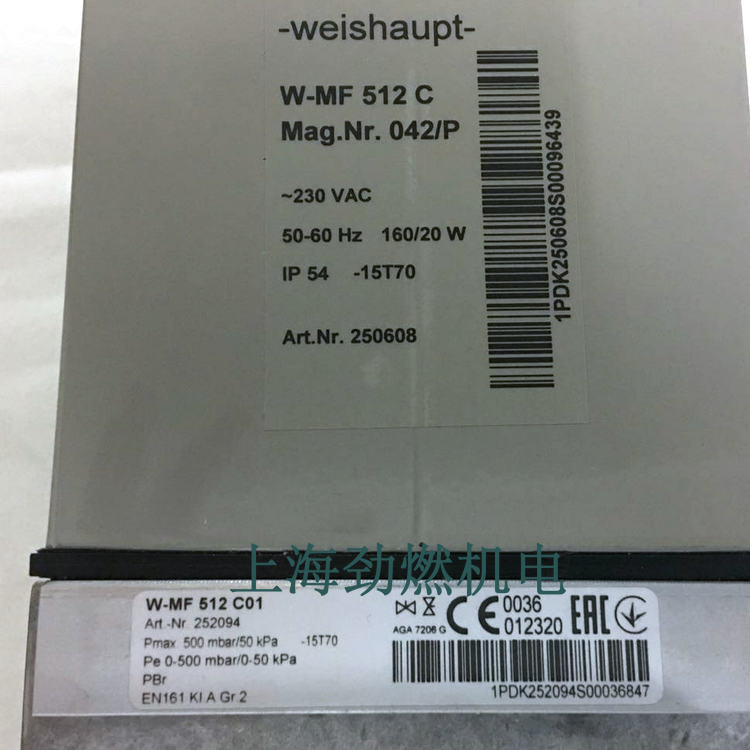 -weishaupt-
W-MF 512 C
Mag.Nr. 042/P
~230 VAC
50-60 Hz 160/20 W
IP 54 -15T70
Art.Nr. 250608
1PDK250608S00096439
上海劲燃机电
W-MF 512 C01
Art.-Nr. 252094
Pmax 500 mbar/50 kPa -15T70
Pe 0-500 mbar/0-50 kPa
PBr
EN161 Kl A Gr 2
AGA 7206 G
CE 0036
012320
EAC
1PDK252094S00036847